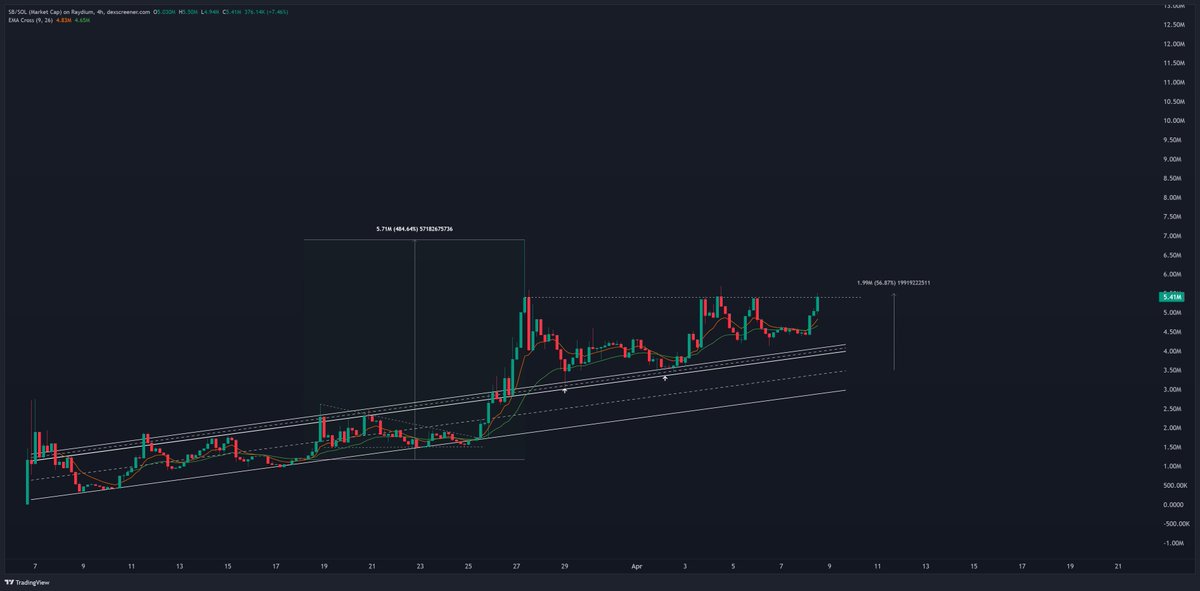 SB/SOL (Market Cap) on Raydium, 4h, dexscreener.com O5.030M H5.50M L4.94M C5.41M 376.14K (+7.46%)
EMA Cross (9, 26) 4.83M 4.65M
5.71M (484.64%) 57182675736
1.99M (56.87%) 19919222511
13.00M
12.50M
12.00M
11.50M
11.00M
10.50M
10.00M
9.50M
9.00M
8.50M
8.00M
7.50M
7.00M
6.50M
6.00M
5.41M
5.00M
4.50M
4.00M
3.50M
3.00M
2.50M
2.00M
1.50M
1.00M
500.00K
0.0000
-500.00K
-1.00M
7 9 11 13 15 17 19 21 23 25 27 29 Apr 3 5 7 9 11 13 15 17 19 21
TradingView